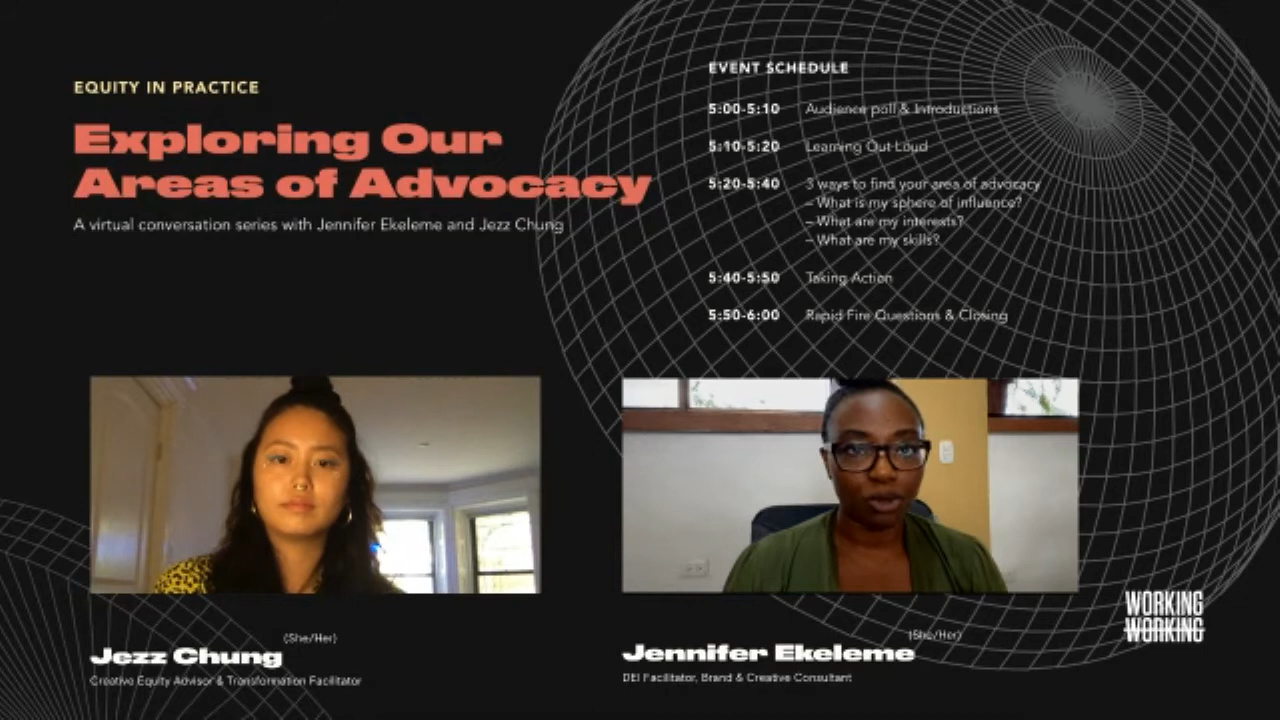 EQUITY IN PRACTICE
Exploring Our
Areas of Advocacy
A virtual conversation series with Jennifer Ekeleme and Jezz Chung
EVENT SCHEDULE
5:00-5:10 Audience poll & Introductions
5:10-5:20 Learning Out Loud
5:20-5:40 3 ways to find your area of advocacy
– What is my sphere of influence?
– What are my interests?
– What are my skills?
5:40-5:50 Taking Action
5:50-6:00 Rapid Fire Questions & Closing
(She/Her)
Jezz Chung
Creative Equity Advisor & Transformation Facilitator
(She/Her)
Jennifer Ekeleme
DEI Facilitator, Brand & Creative Consultant
WORKING
WORKING